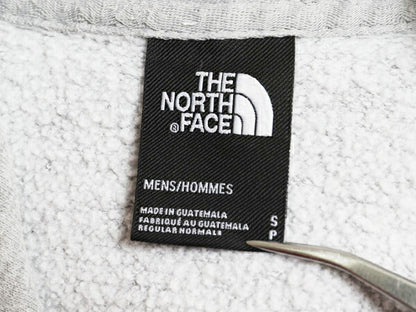 THE
NORTH
® FACE
MENS/HOMMES
MADE IN GUATEMALA
FABRIQUÉ AU GUATEMALA
REGULAR NORMALE
S
P